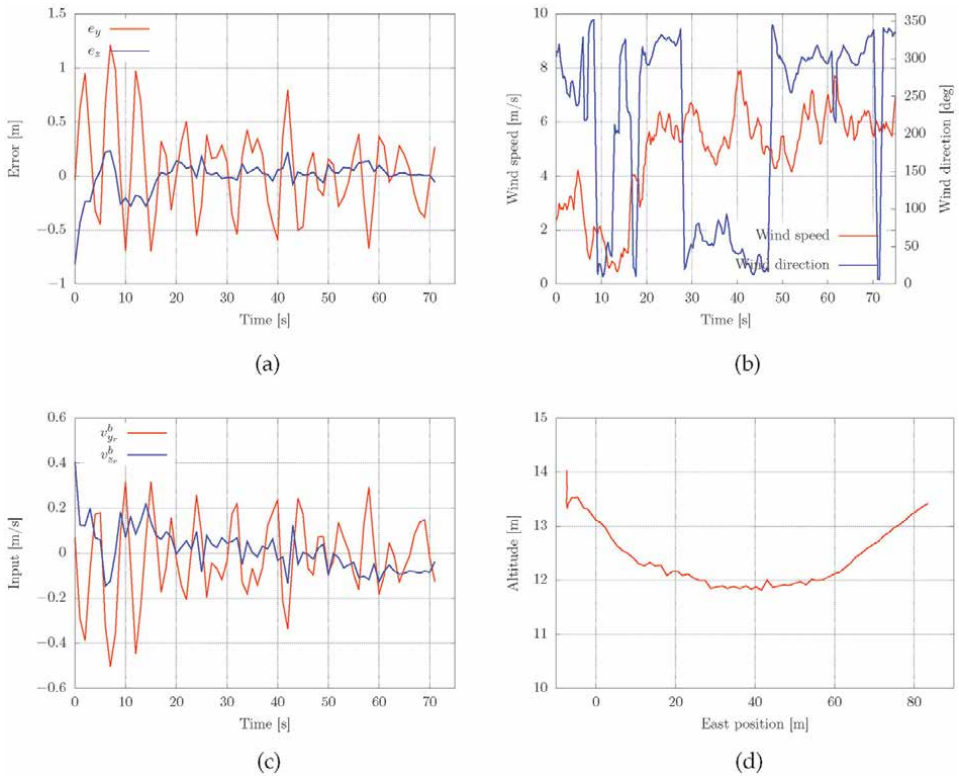 1.5
1
0.5
0
−0.5
−1
Error [m]
e_y
e_z
0 10 20 30 40 50 60 70
Time [s]
(a)
10
8
6
4
2
0
Wind speed [m/s]
350
300
250
200
150
100
50
0
Wind direction [deg]
Wind speed
Wind direction
0 10 20 30 40 50 60 70
Time [s]
(b)
0.6
0.4
0.2
0
−0.2
−0.4
−0.6
Input [m/s]
v^b_{y_r}
v^b_{z_r}
0 10 20 30 40 50 60 70
Time [s]
(c)
15
14
13
12
11
10
Altitude [m]
0 20 40 60 80
East position [m]
(d)